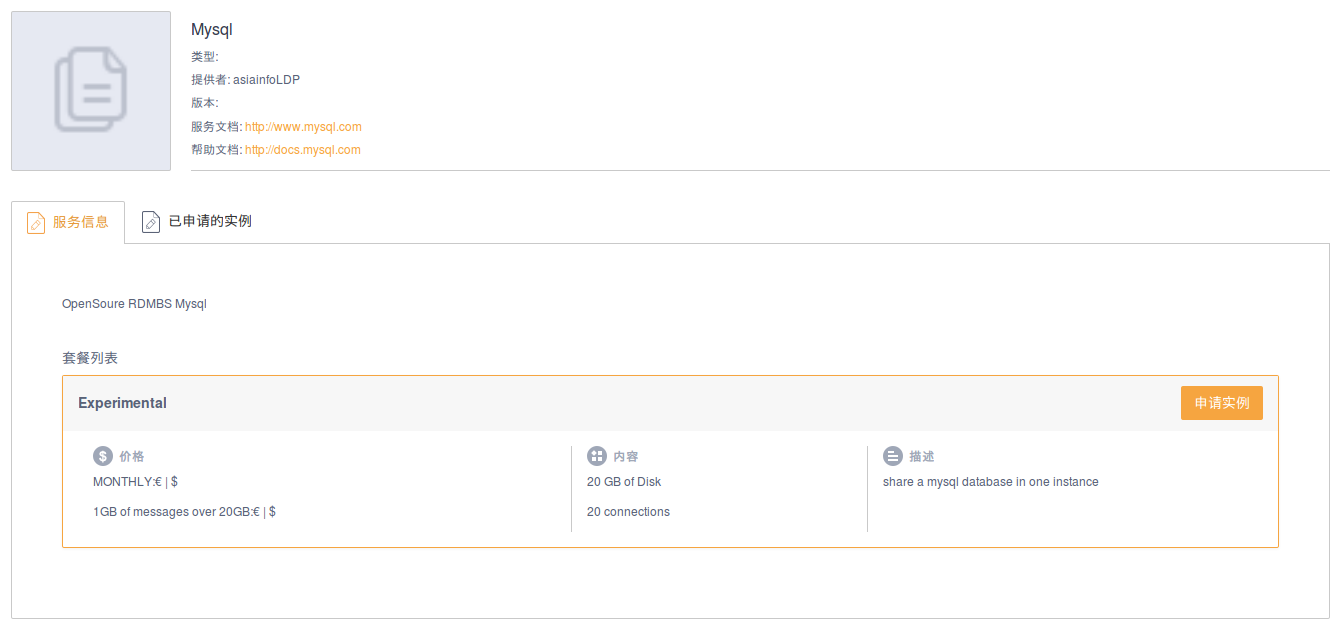 Mysql
类型:
提供者: asiainfoLDP
版本:
服务文档: http://www.mysql.com
帮助文档: http://docs.mysql.com
服务信息
已申请的实例
OpenSoure RDMBS Mysql
套餐列表
Experimental
申请实例
价格
MONTHLY:€ | $
1GB of messages over 20GB:€ | $
内容
20 GB of Disk
20 connections
描述
share a mysql database in one instance